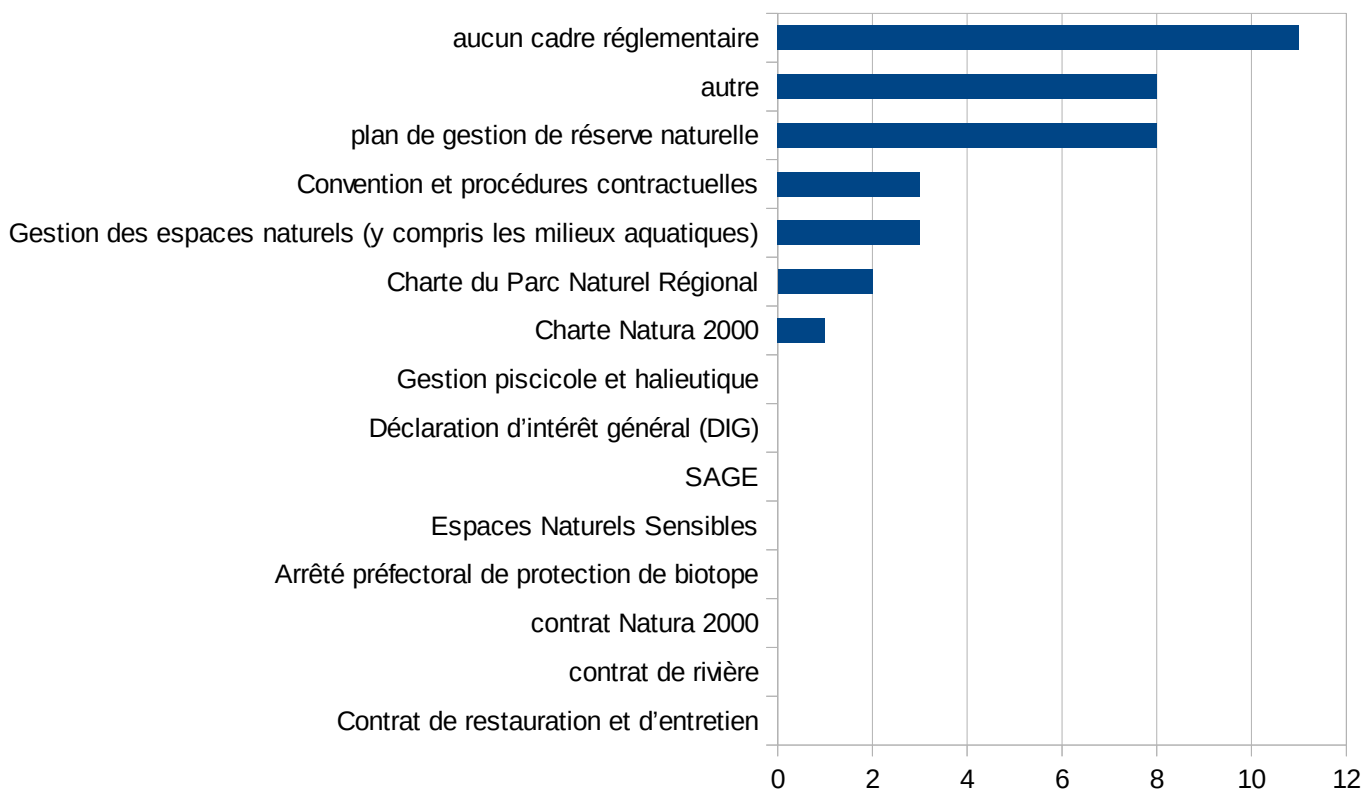 aucun cadre réglementaire
autre
plan de gestion de réserve naturelle
Convention et procédures contractuelles
Gestion des espaces naturels (y compris les milieux aquatiques)
Charte du Parc Naturel Régional
Charte Natura 2000
Gestion piscicole et halieutique
Déclaration d’intérêt général (DIG)
SAGE
Espaces Naturels Sensibles
Arrêté préfectoral de protection de biotope
contrat Natura 2000
contrat de rivière
Contrat de restauration et d’entretien
0 2 4 6 8 10 12